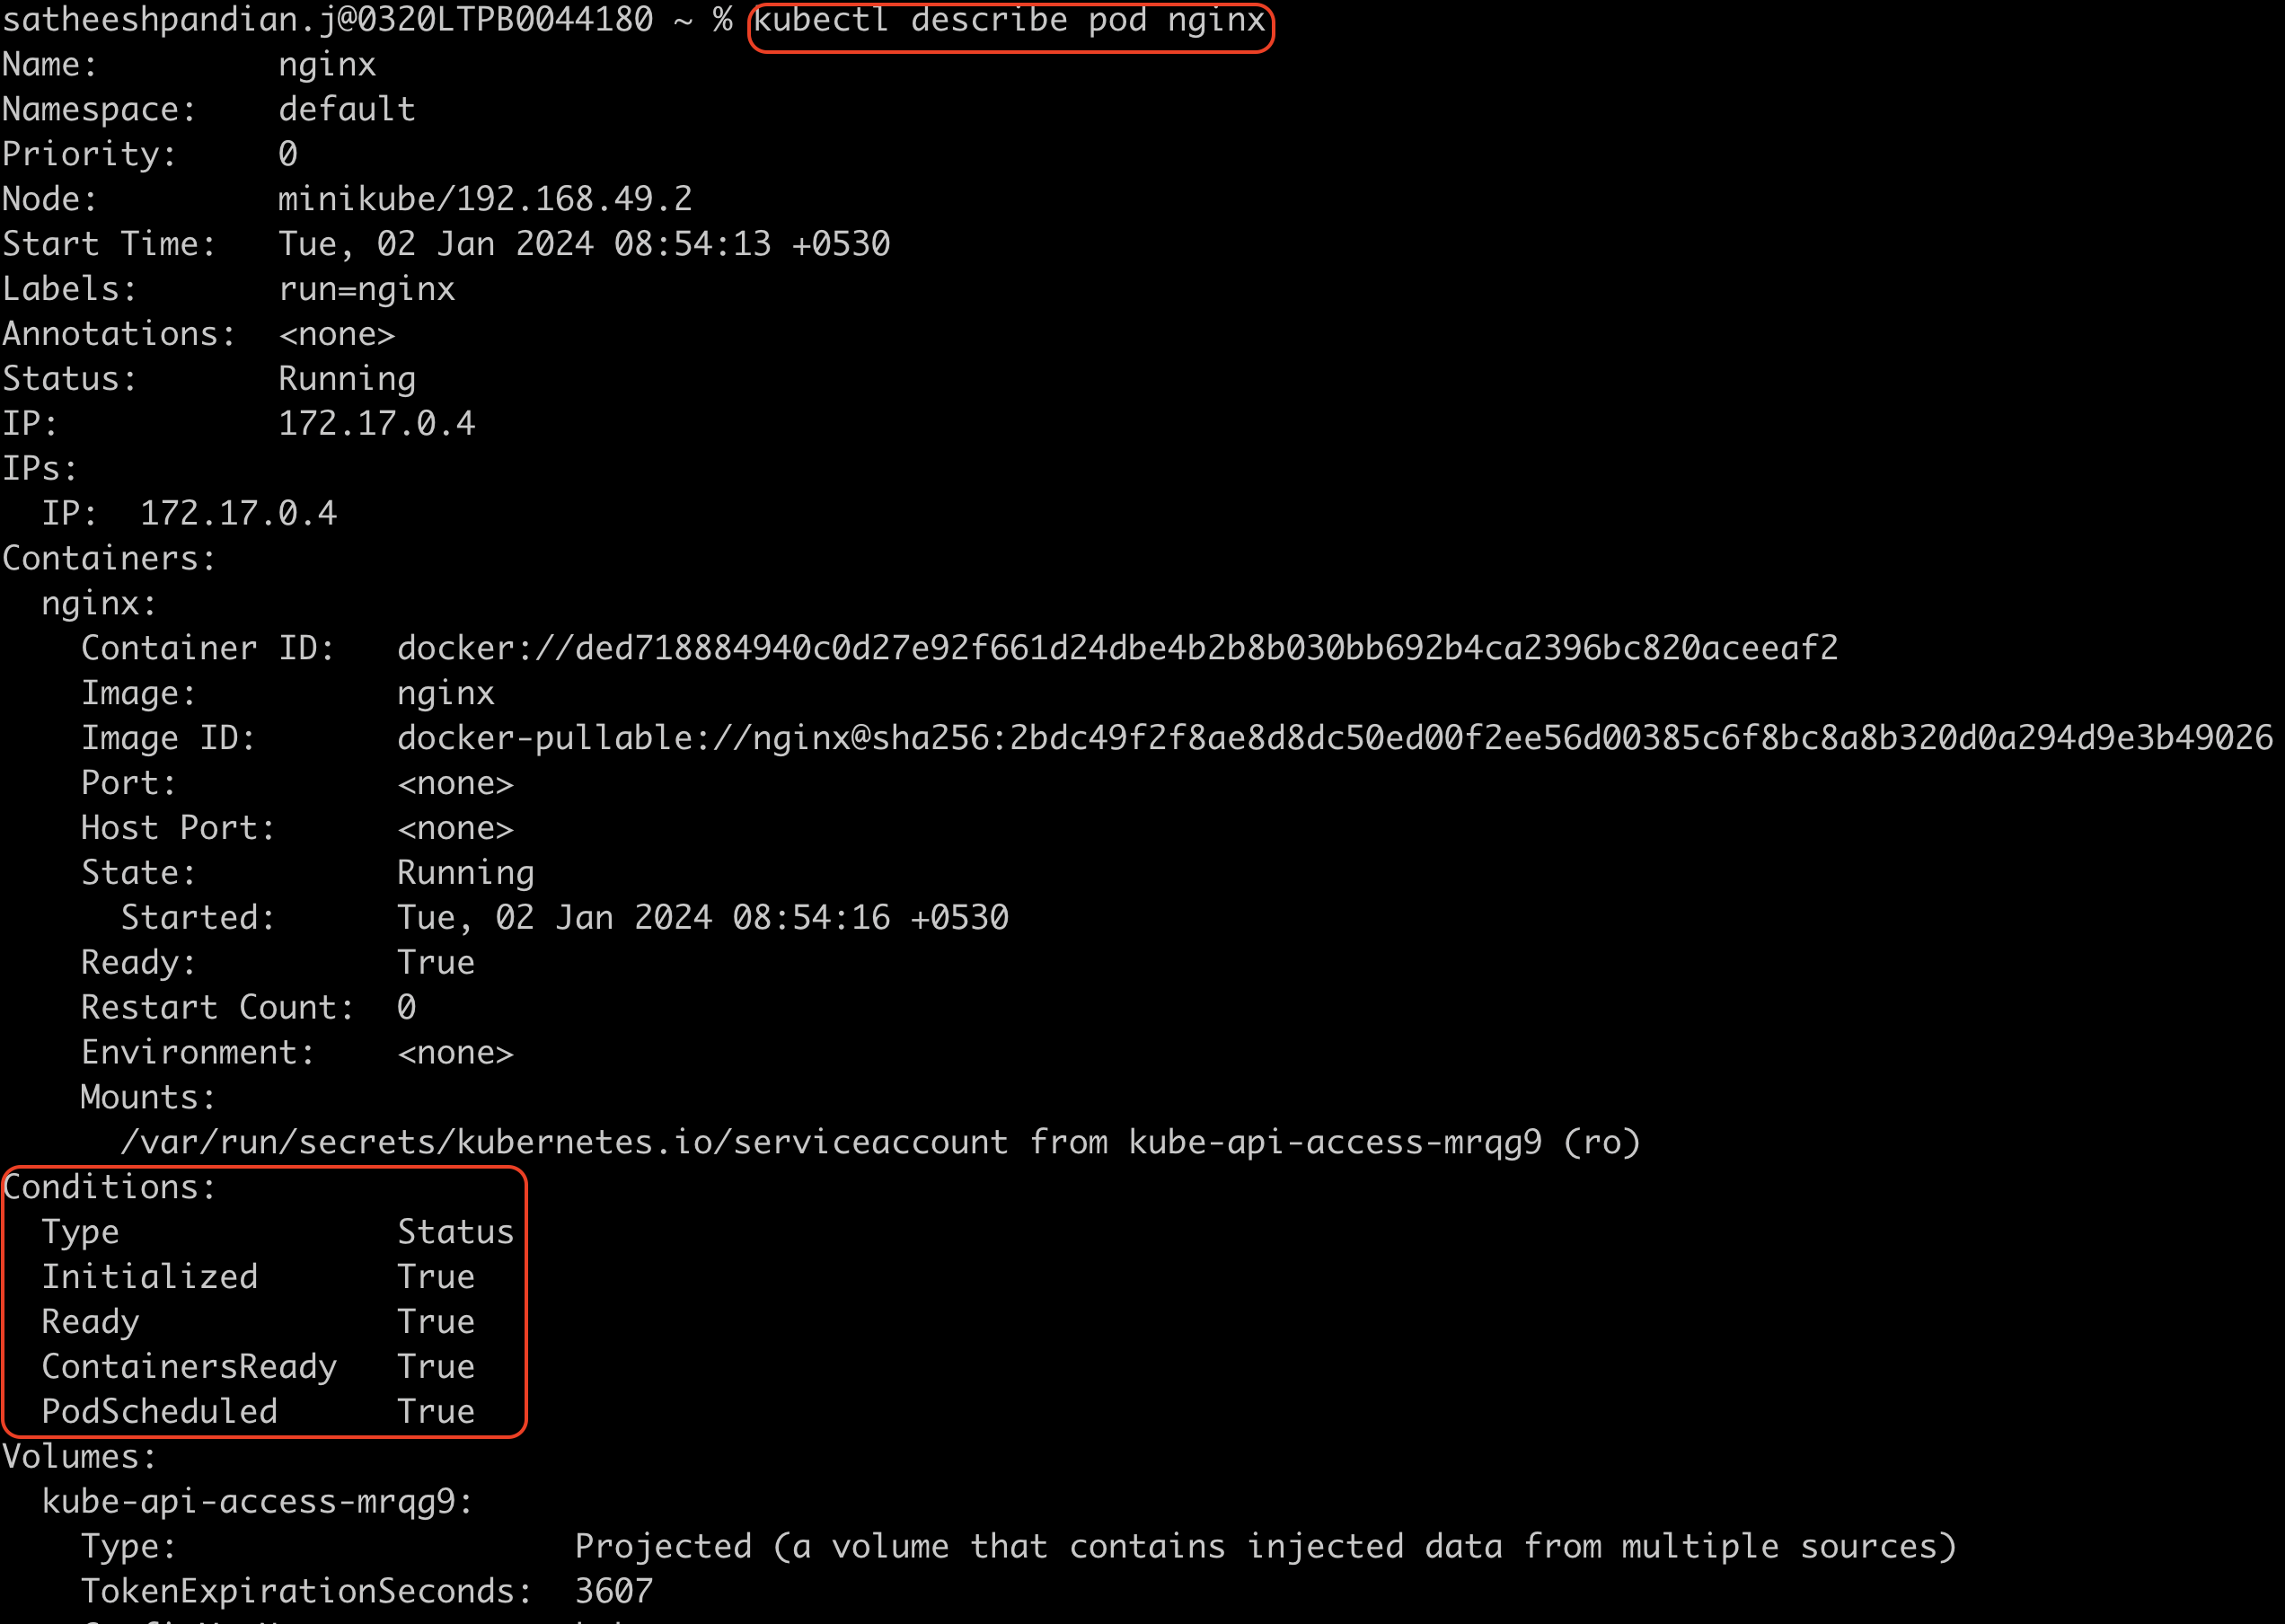 satheeshpandian.j@0320LTPB0044180 ~ % kubectl describe pod nginx
Name:         nginx
Namespace:    default
Priority:     0
Node:         minikube/192.168.49.2
Start Time:   Tue, 02 Jan 2024 08:54:13 +0530
Labels:       run=nginx
Annotations:  <none>
Status:       Running
IP:           172.17.0.4
IPs:
  IP:  172.17.0.4
Containers:
  nginx:
    Container ID:   docker://ded718884940c0d27e92f661d24dbe4b2b8b030bb692b4ca2396bc820aceeaf2
    Image:          nginx
    Image ID:       docker-pullable://nginx@sha256:2bdc49f2f8ae8d8dc50ed00f2ee56d00385c6f8bc8a8b320d0a294d9e3b49026
    Port:           <none>
    Host Port:      <none>
    State:          Running
      Started:      Tue, 02 Jan 2024 08:54:16 +0530
    Ready:          True
    Restart Count:  0
    Environment:    <none>
    Mounts:
      /var/run/secrets/kubernetes.io/serviceaccount from kube-api-access-mrqg9 (ro)
Conditions:
  Type              Status
  Initialized       True
  Ready             True
  ContainersReady   True
  PodScheduled      True
Volumes:
  kube-api-access-mrqg9:
    Type:                    Projected (a volume that contains injected data from multiple sources)
    TokenExpirationSeconds:  3607